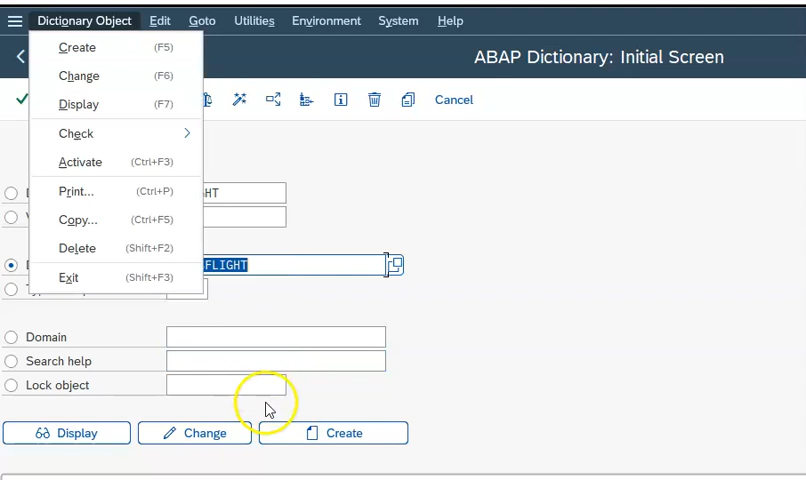 Dictionary Object Edit Goto Utilities Environment System Help
ABAP Dictionary: Initial Screen
Cancel
Create (F5)
Change (F6)
Display (F7)
Check
Activate (Ctrl+F3)
Print... (Ctrl+P)
Copy... (Ctrl+F5)
Delete (Shift+F2)
Exit (Shift+F3)
GHT
FLIGHT
Domain
Search help
Lock object
Display Change Create